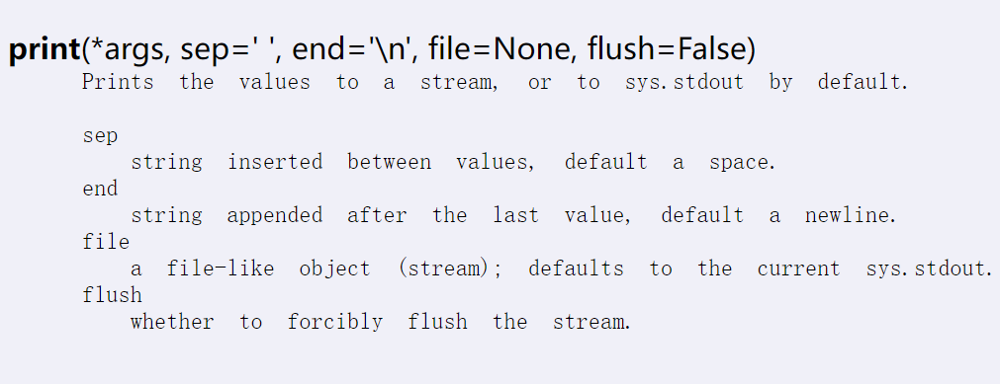 print(*args, sep=' ', end='\n', file=None, flush=False)
Prints the values to a stream, or to sys.stdout by default.
sep
string inserted between values, default a space.
end
string appended after the last value, default a newline.
file
a file-like object (stream); defaults to the current sys.stdout.
flush
whether to forcibly flush the stream.